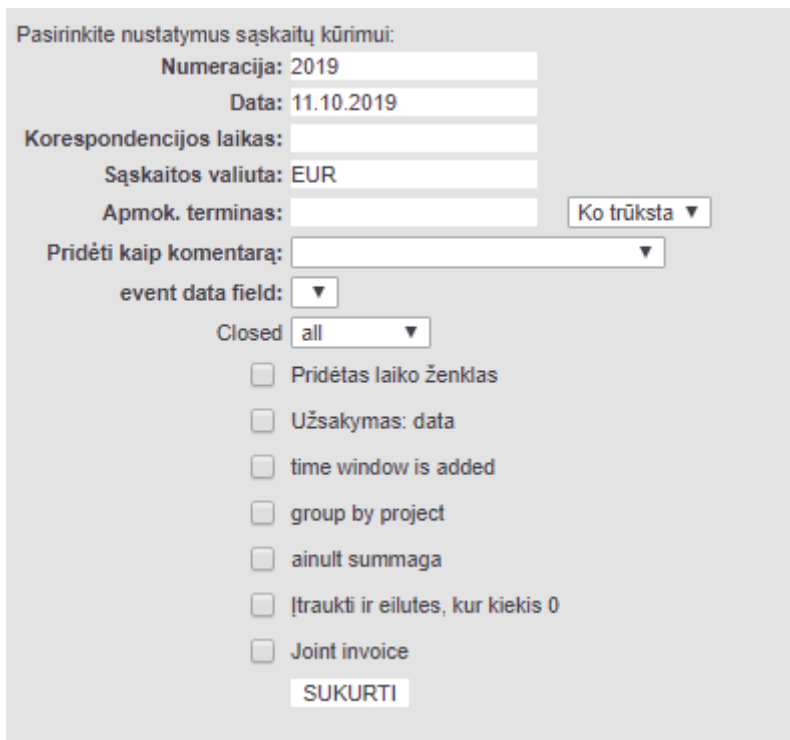 Pasirinkite nustatymus sąskaitų kūrimui:
Numeracija: 2019
Data: 11.10.2019
Korespondencijos laikas:
Sąskaitos valiuta: EUR
Apmok. terminas: Ko trūksta
Pridėti kaip komentarą:
event data field:
Closed all
Pridėtas laiko ženklas
Užsakymas: data
time window is added
group by project
ainult summaga
Įtraukti ir eilutes, kur kiekis 0
Joint invoice
SUKURTI